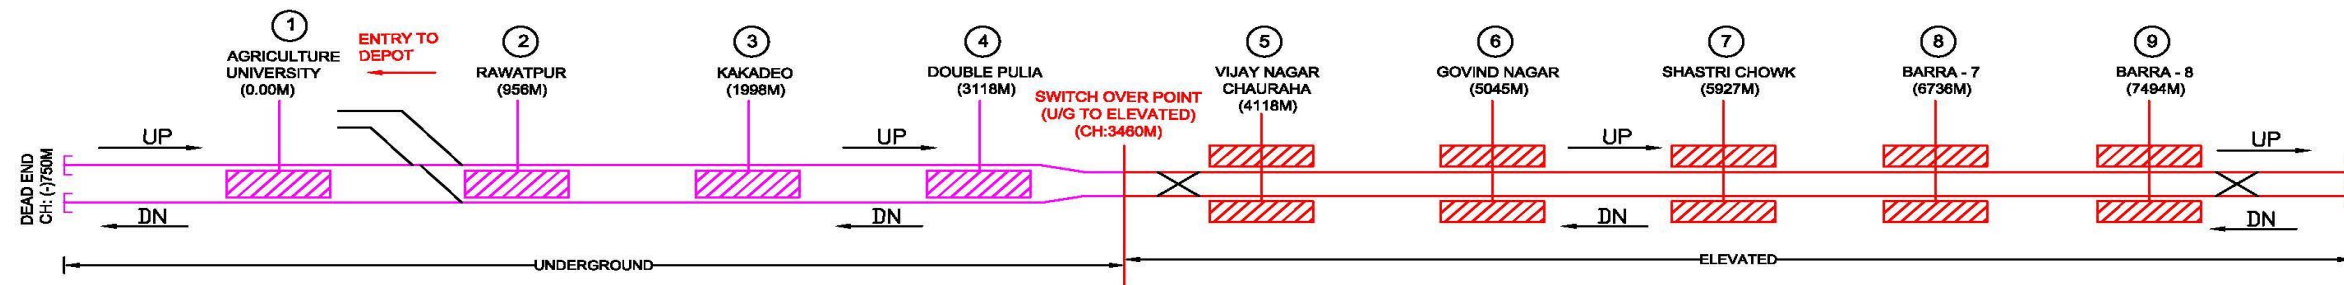 1
AGRICULTURE
UNIVERSITY
(0.00M)
ENTRY TO
DEPOT
2
RAWATPUR
(956M)
3
KAKADEO
(1998M)
4
DOUBLE PULIA
(3118M)
SWITCH OVER POINT
(U/G TO ELEVATED)
(CH:3460M)
5
VIJAY NAGAR
CHAURAHA
(4118M)
6
GOVIND NAGAR
(5045M)
7
SHASTRI CHOWK
(5927M)
8
BARRA - 7
(6736M)
9
BARRA - 8
(7494M)
UP
UP
UP
UP
DEAD END
CH: (-)750M
DN
DN
DN
DN
UNDERGROUND
ELEVATED